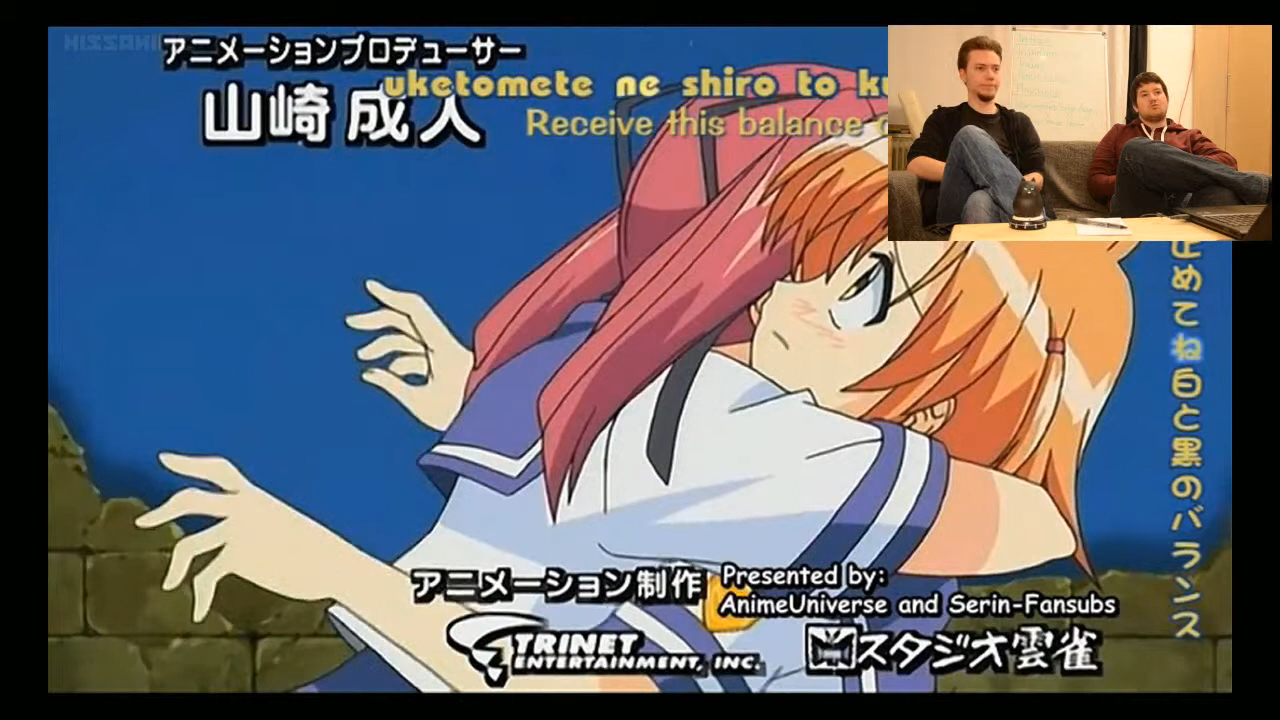 アニメーションプロデューサー
山崎 成人
uketomete ne shiro to ku
Receive this balance
止めてね白と黒のバランス
アニメーション制作
Presented by:
AnimeUniverse and Serin-Fansubs
TRINET
ENTERTAINMENT, INC.
スタジオ雲雀